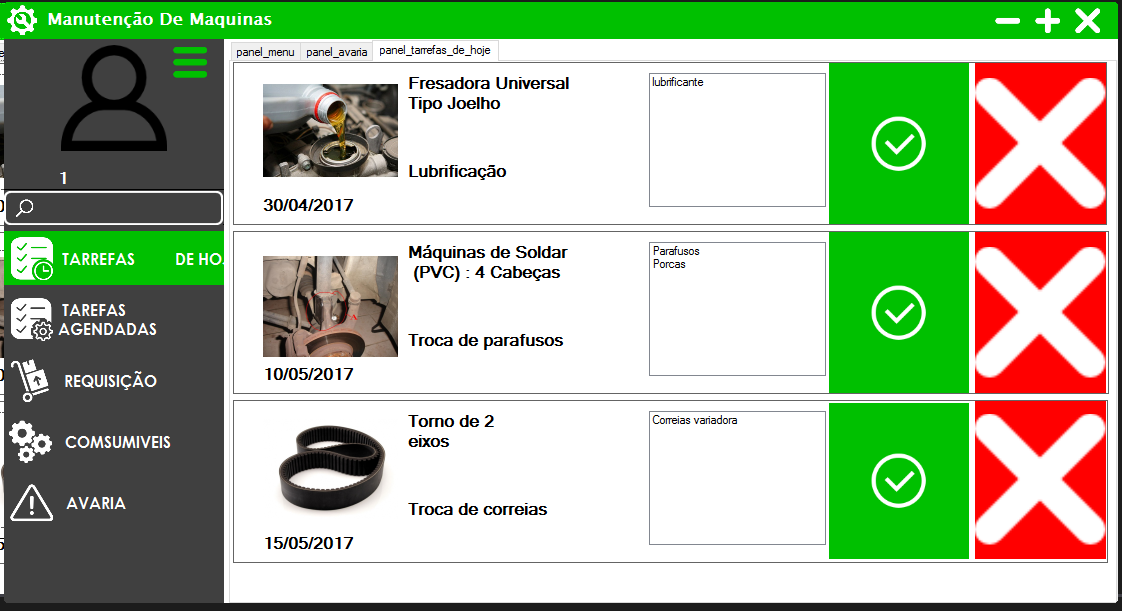 Manutenção De Maquinas
1
TARREFAS DE HO
TAREFAS
AGENDADAS
REQUISIÇÃO
COMSUMIVEIS
AVARIA
panel_menu panel_avaria panel_tarrefas_de_hoje
Fresadora Universal
Tipo Joelho
Lubrificação
30/04/2017
lubrificante
Máquinas de Soldar
(PVC) : 4 Cabeças
Troca de parafusos
10/05/2017
Parafusos
Porcas
Torno de 2
eixos
Troca de correias
15/05/2017
Correias variadora